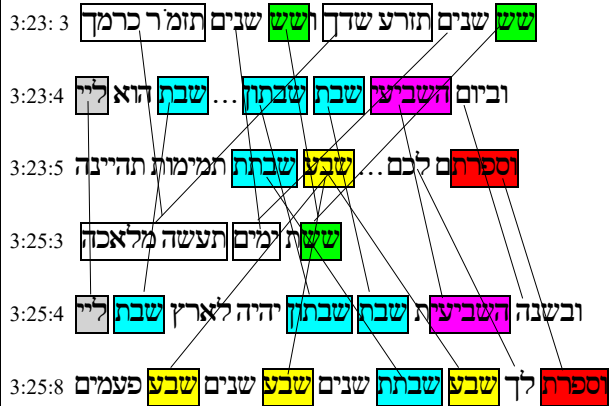 3:23: 3 שש שנים תזרע שדך ושש שנים תזמ׳ר כרמך
3:23:4 וביום השביעי שבת שבתון... שבת הוא ליי
3:23:5 וספרתם לכם... שבע שבתת תמימות תהיינה
3:25:3 ששת ימים תעשה מלאכה
3:25:4 ובשנה השביעית שבת שבתון יהיה לארץ שבת ליי
3:25:8 וספרת לך שבע שבתת שנים שבע שנים שבע פעמים